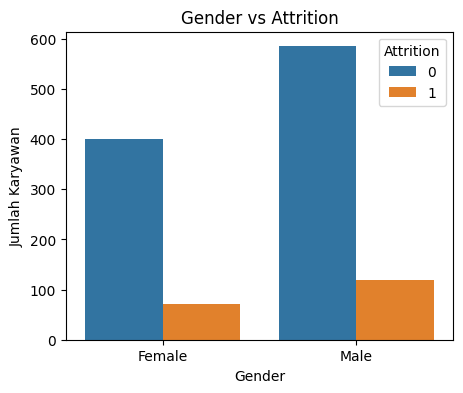 Gender vs Attrition
Jumlah Karyawan
600
500
400
300
200
100
0
Attrition
0
1
Female
Male
Gender